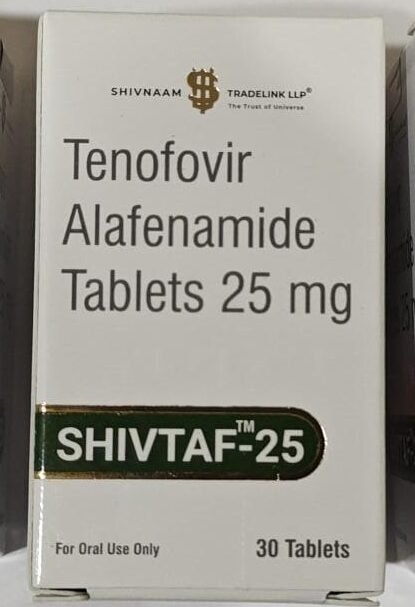 SHIVNAAM TRADELINK LLP®
The Trust of Universe
Tenofovir
Alafenamide
Tablets 25 mg
SHIVTAF™-25
For Oral Use Only
30 Tablets